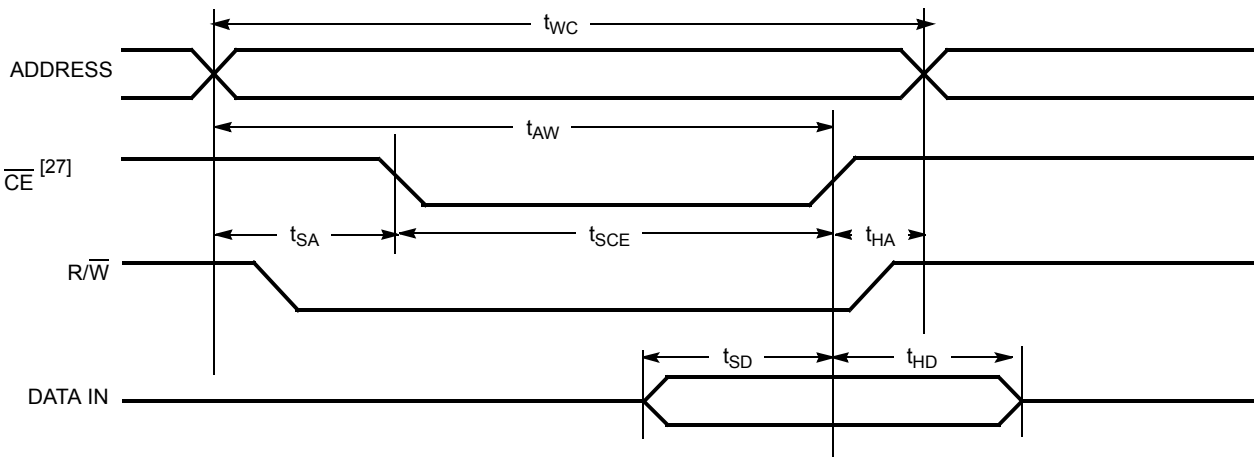 tWC
ADDRESS
tAW
CE [27]
tSA
tSCE
tHA
R/W
tSD
tHD
DATA IN